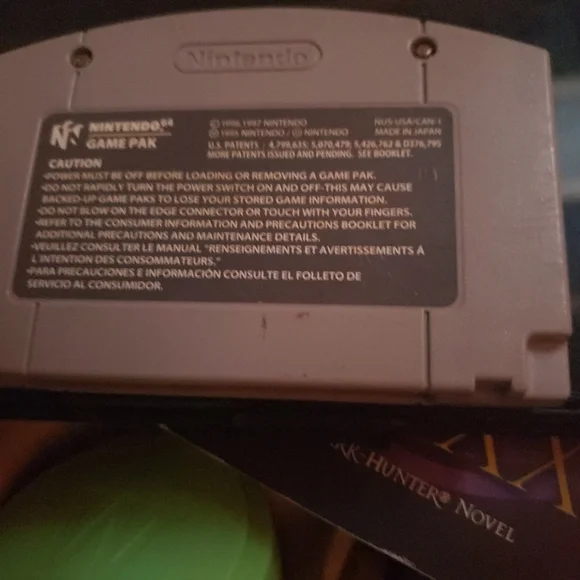 Nintendo
NINTENDO 64
GAME PAK
© 1996, 1997 NINTENDO
© 1995 NINTENDO / © NINTENDO
NUS-USA/CAN-1
MADE IN JAPAN
U.S. PATENTS : 4,799,635; 5,070,479; 5,426,762 & D376,795
MORE PATENTS ISSUED AND PENDING. SEE BOOKLET.
CAUTION
•POWER MUST BE OFF BEFORE LOADING OR REMOVING A GAME PAK.
•DO NOT RAPIDLY TURN THE POWER SWITCH ON AND OFF-THIS MAY CAUSE
BACKED-UP GAME PAKS TO LOSE YOUR STORED GAME INFORMATION.
•DO NOT BLOW ON THE EDGE CONNECTOR OR TOUCH WITH YOUR FINGERS.
•REFER TO THE CONSUMER INFORMATION AND PRECAUTIONS BOOKLET FOR
ADDITIONAL PRECAUTIONS AND MAINTENANCE DETAILS.
•VEUILLEZ CONSULTER LE MANUAL "RENSEIGNEMENTS ET AVERTISSEMENTS À
L'INTENTION DES CONSOMMATEURS."
•PARA PRECAUCIONES E INFORMACIÓN CONSULTE EL FOLLETO DE
SERVICIO AL CONSUMIDOR.
RK-HUNTER® NOVEL